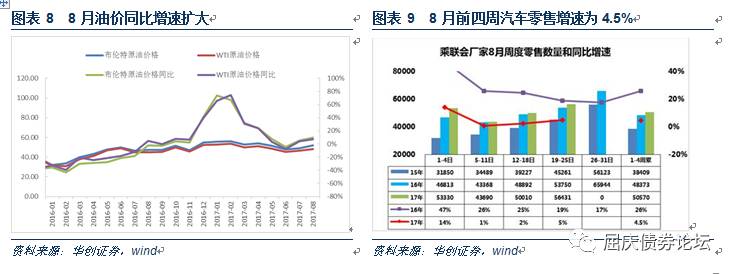 图表 8 8 月油价同比增速扩大
布伦特原油价格
WTI原油价格
布伦特原油价格同比
WTI原油价格同比
120.00 100%
100.00 80%
80.00 60%
60.00 40%
40.00 20%
20.00 0%
0.00 -20%
-40%
-60%
-80%
2016-01 2016-02 2016-03 2016-04 2016-05 2016-06 2016-07 2016-08 2016-09 2016-10 2016-11 2016-12 2017-01 2017-02 2017-03 2017-04 2017-05 2017-06 2017-07 2017-08
资料来源：华创证券，wind
图表 9 8 月前四周汽车零售增速为 4.5%
乘联会厂家8月周度零售数量和同比增速
80000 40%
60000 20%
40000 0%
20000 -20%
1-4日 5-11日 12-18日 19-25日 26-31日 1-4周累
15年 31850 34489 39227 45261 56123 38409
16年 46813 43368 48892 53750 65944 48373
17年 53330 43690 50010 56431 0 50570
16年 47% 26% 25% 19% 17% 26%
17年 14% 1% 2% 5% 4.5%
资料来源：华创证券，wind
屈庆债券论坛